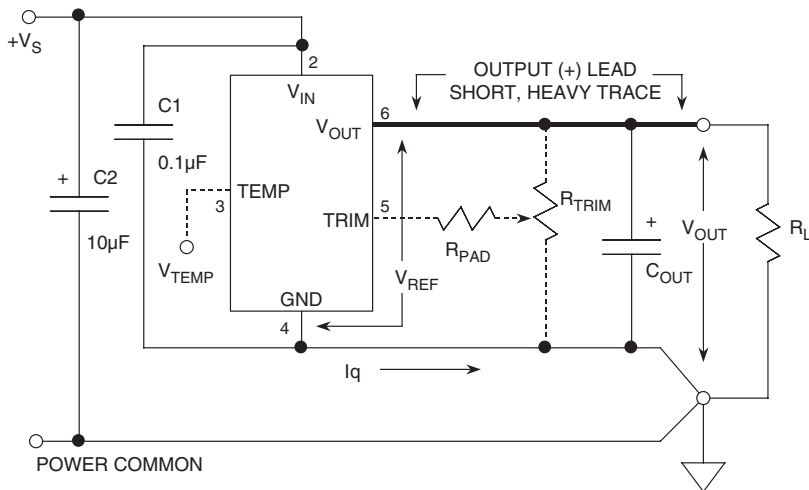 +V_S
2
V_IN
OUTPUT (+) LEAD
SHORT, HEAVY TRACE
6
V_OUT
C1
0.1µF
+
C2
10µF
TEMP
3
V_TEMP
TRIM
5
R_PAD
R_TRIM
V_REF
+
C_OUT
V_OUT
R_L
GND
4
Iq
POWER COMMON